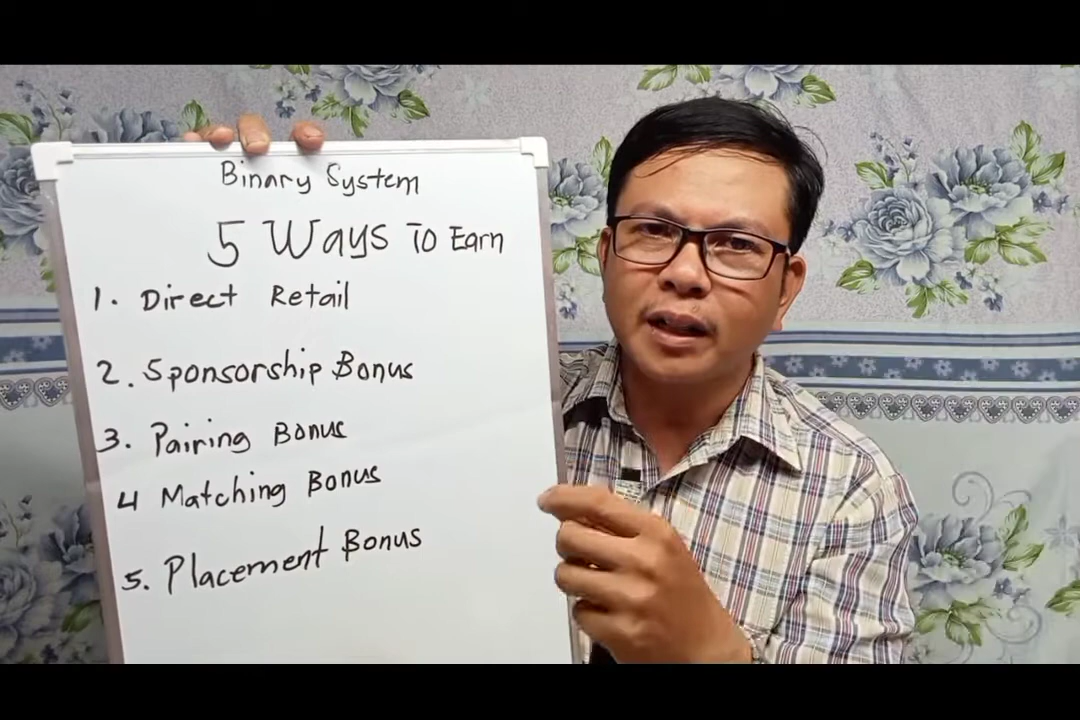 Binary System
5 Ways To Earn
1. Direct Retail
2. Sponsorship Bonus
3. Pairing Bonus
4 Matching Bonus
5. Placement Bonus